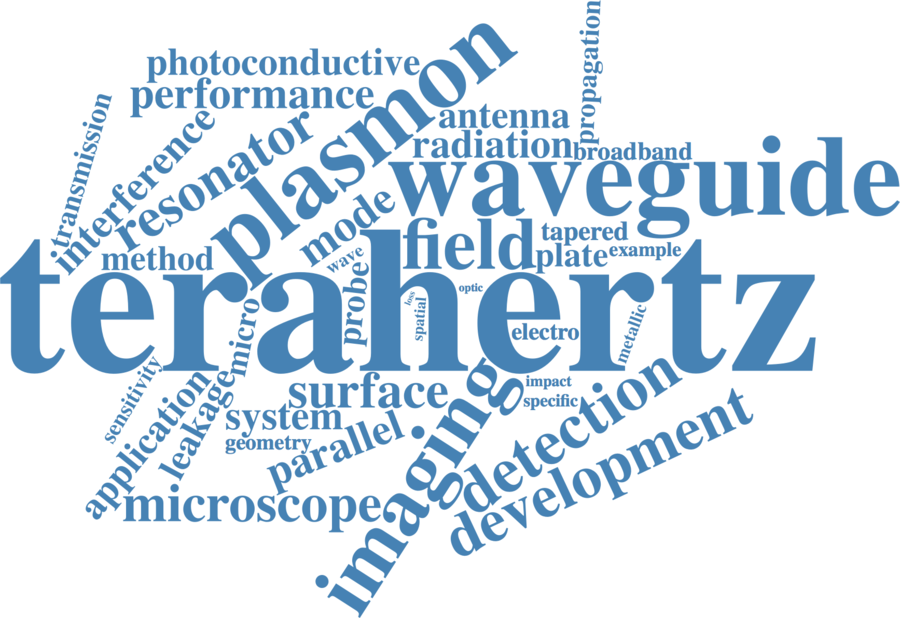 propagation
plasmon
photoconductive
performance
transmission
interference
resonator
antenna
radiation
broadband
waveguide
mode
field
tapered
plate
example
method
wave
terahertz
probe
optic
loss
spatial
electro
metallic
micro
sensitivity
application
leakage
surface
system
geometry
parallel
imaging
impact
specific
detection
development
microscope